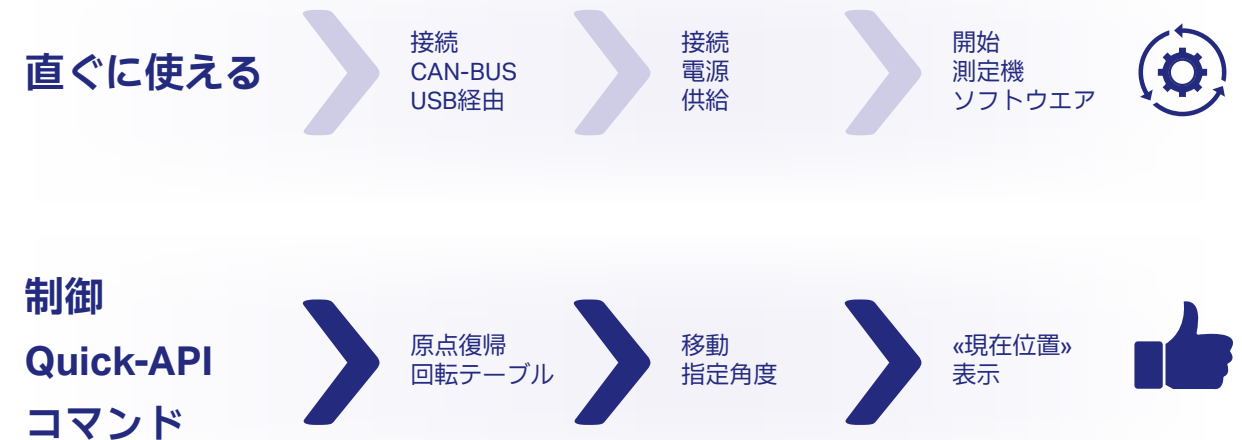 直ぐに使える
接続
CAN-BUS
USB経由
接続
電源
供給
開始
測定機
ソフトウエア
制御
Quick-API
コマンド
原点復帰
回転テーブル
移動
指定角度
«現在位置»
表示